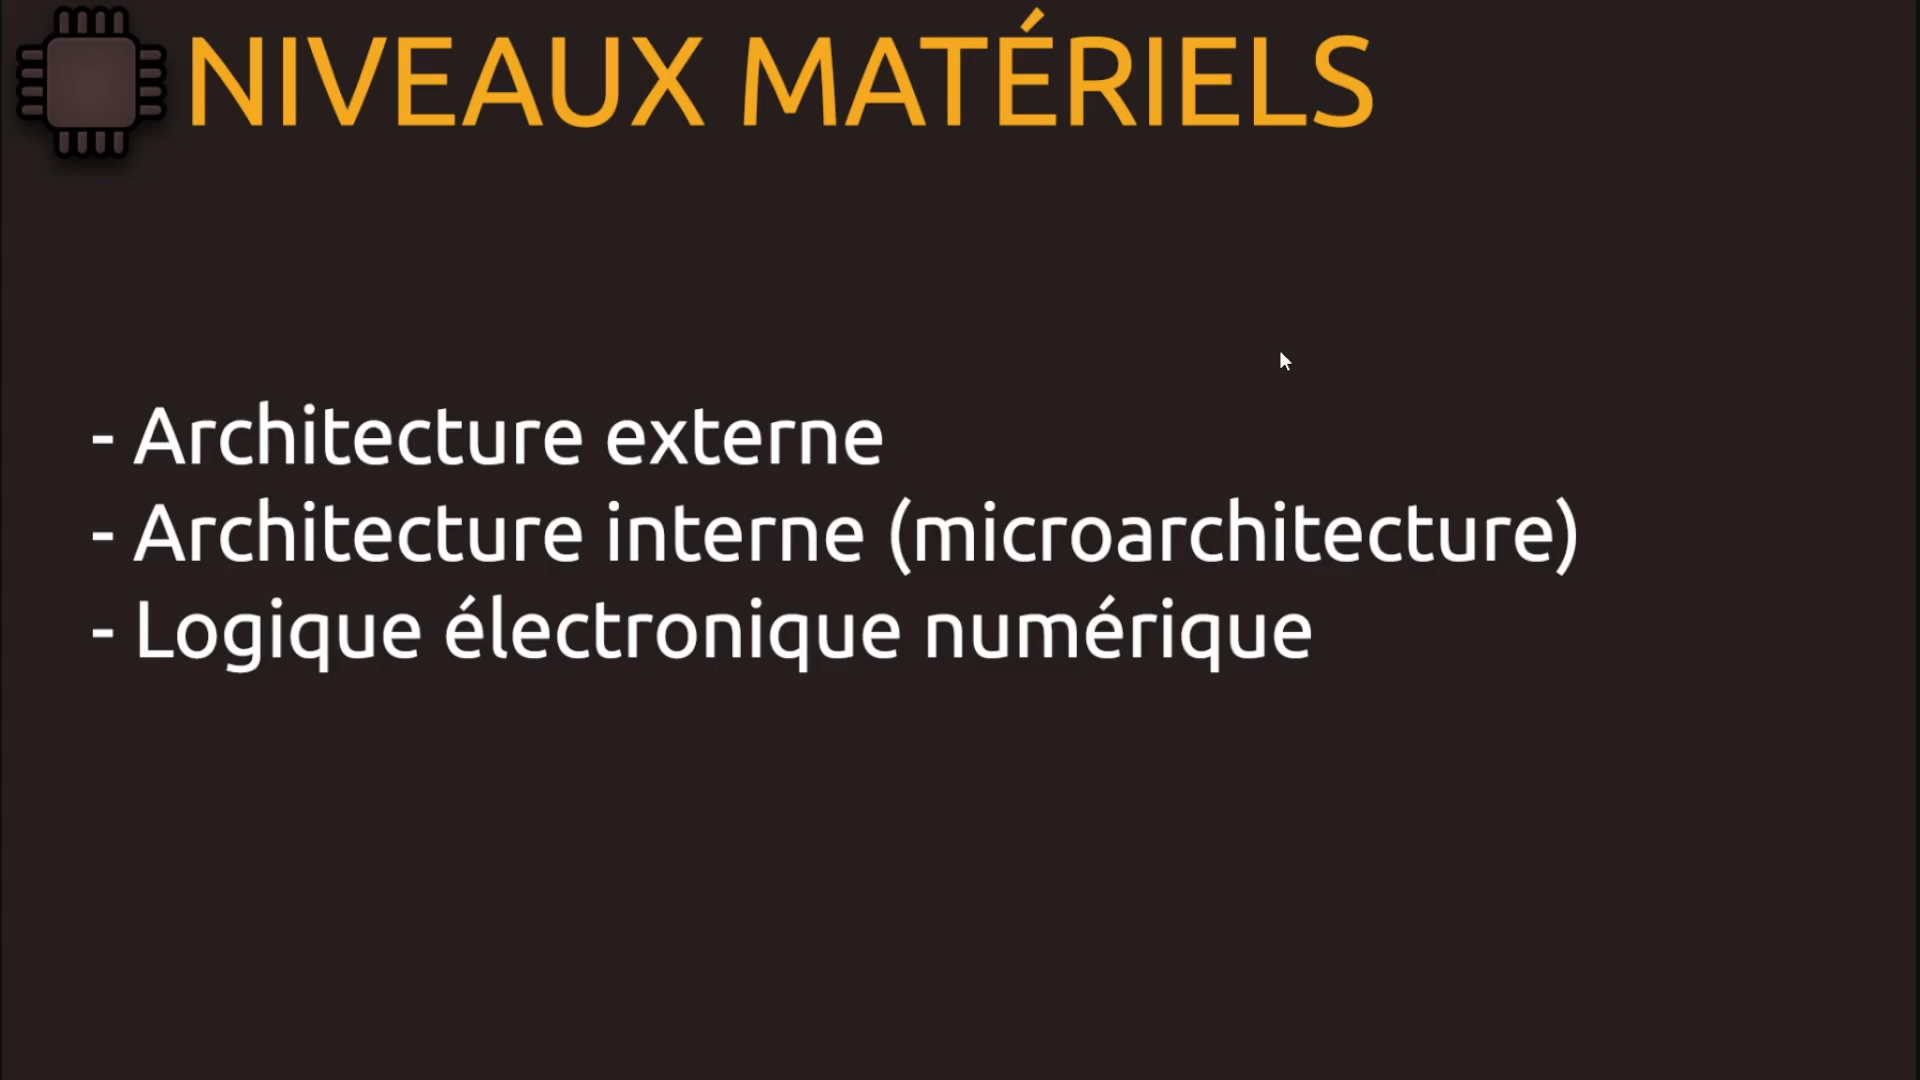 NIVEAUX MATÉRIELS
- Architecture externe
- Architecture interne (microarchitecture)
- Logique électronique numérique